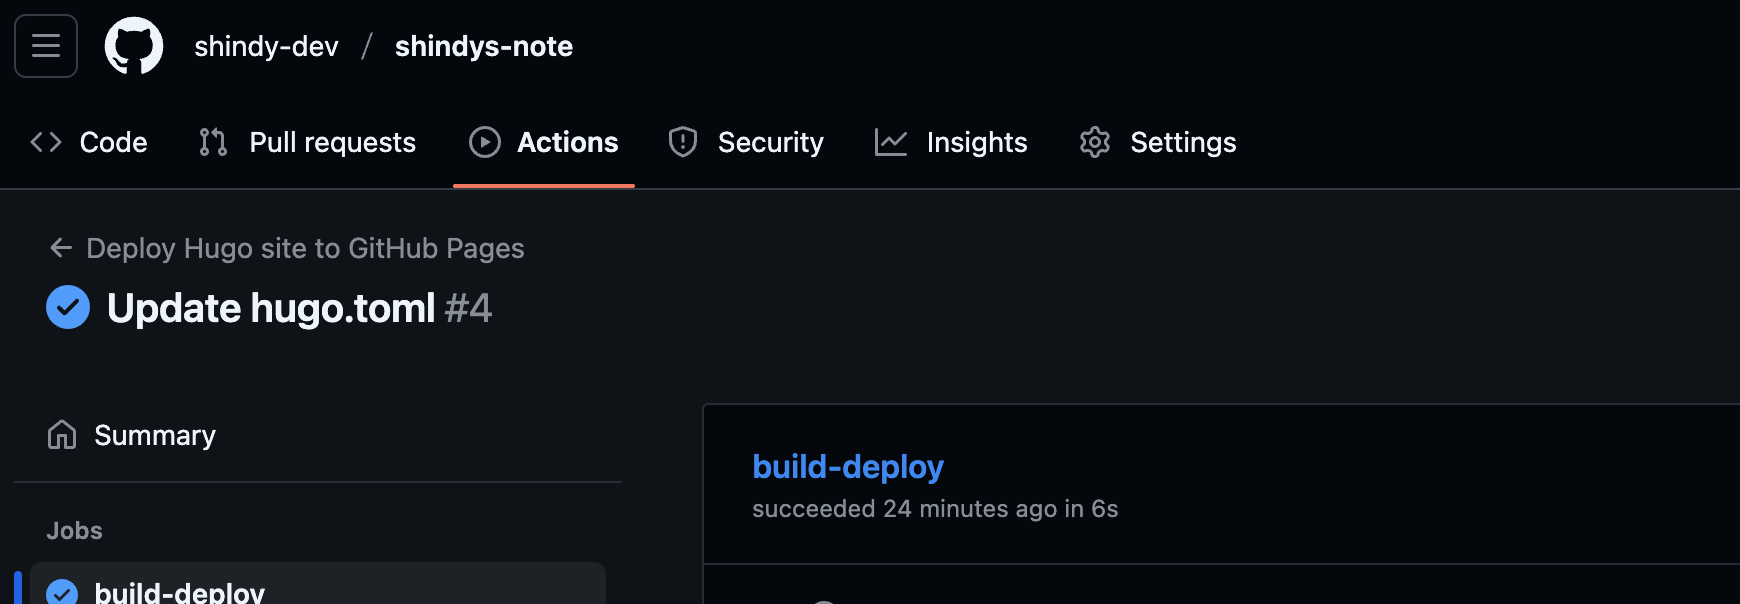 shindy-dev / shindys-note
Code Pull requests Actions Security Insights Settings
Deploy Hugo site to GitHub Pages
Update hugo.toml #4
Summary
build-deploy
succeeded 24 minutes ago in 6s
Jobs
build-deploy